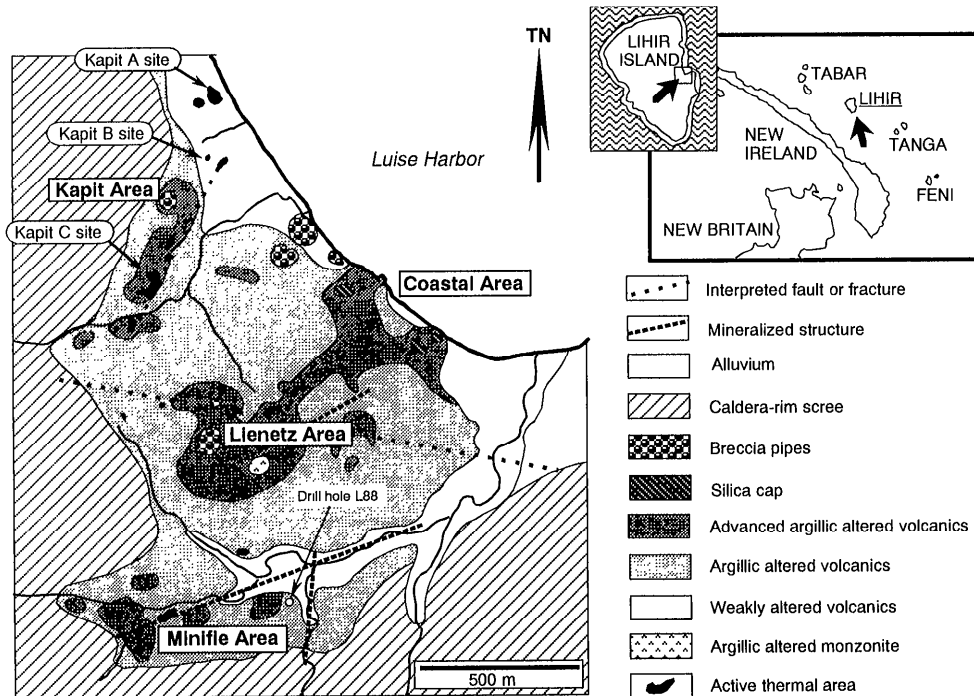 Kapit A site
Kapit B site
Kapit Area
Kapit C site
Luise Harbor
TN
LIHIR
ISLAND
TABAR
LIHIR
NEW
IRELAND
TANGA
FENI
NEW BRITAIN
Coastal Area
Lienetz Area
Drill hole L88
Minifie Area
500 m
Interpreted fault or fracture
Mineralized structure
Alluvium
Caldera-rim scree
Breccia pipes
Silica cap
Advanced argillic altered volcanics
Argillic altered volcanics
Weakly altered volcanics
Argillic altered monzonite
Active thermal area